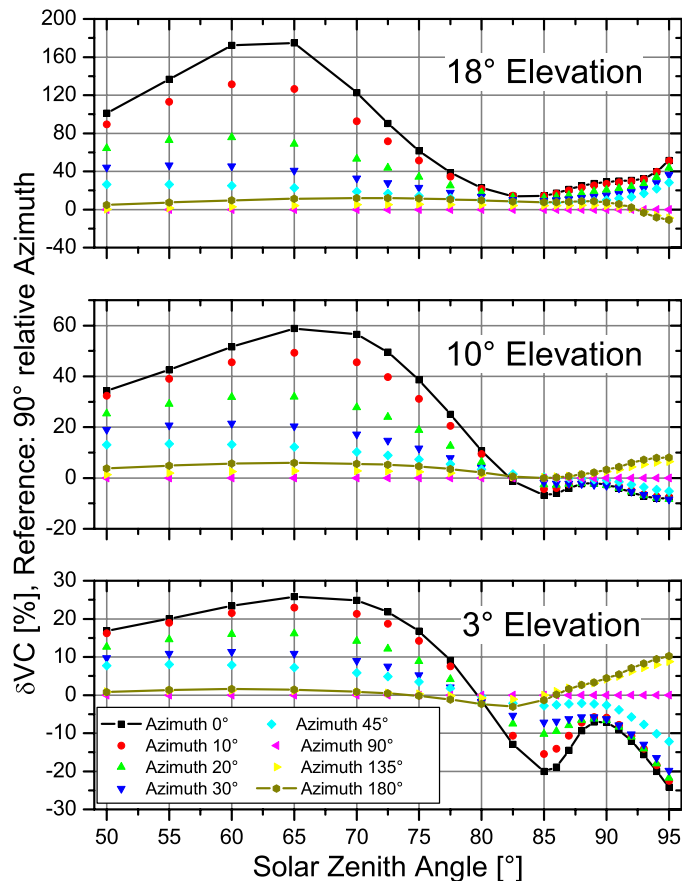 δVC [%], Reference: 90° relative Azimuth
200
160
120
80
40
0
-40
18° Elevation
60
40
20
0
-20
10° Elevation
30
20
10
0
-10
-20
-30
3° Elevation
Azimuth 0°
Azimuth 10°
Azimuth 20°
Azimuth 30°
Azimuth 45°
Azimuth 90°
Azimuth 135°
Azimuth 180°
50 55 60 65 70 75 80 85 90 95
Solar Zenith Angle [°]